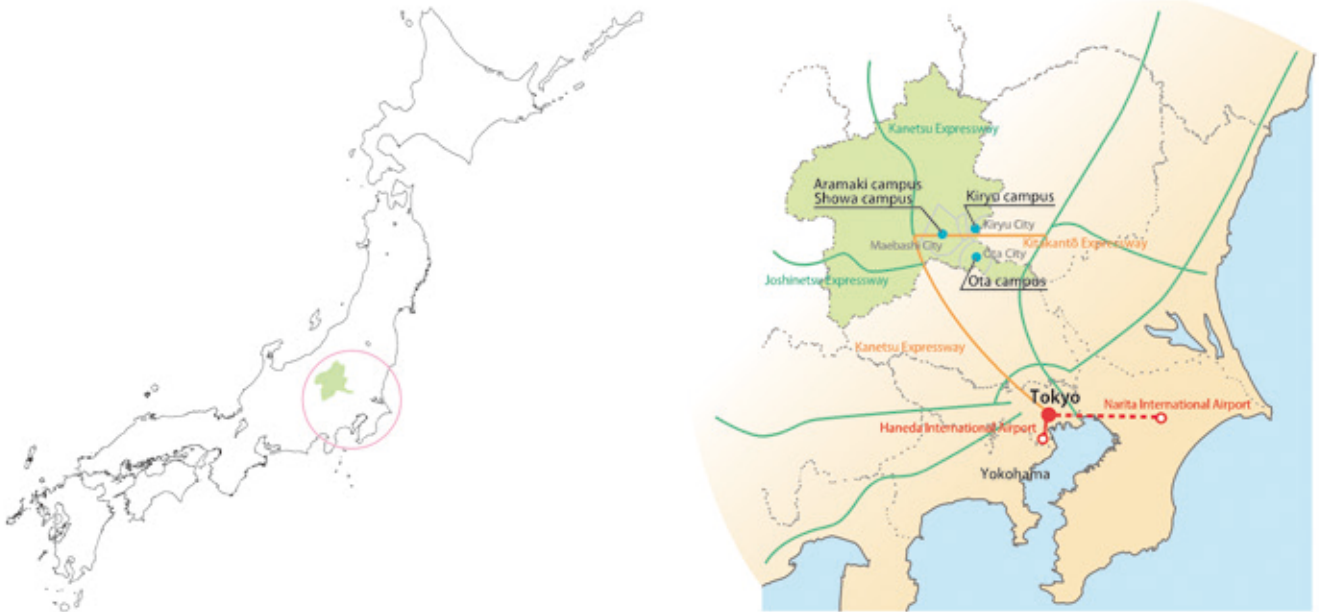 Kanetsu Expressway
Aramaki campus
Showa campus
Kiryu campus
Kiryu City
Maebashi City
Kitakantō Expressway
Ota City
Joshinetsu Expressway
Ota campus
Kanetsu Expressway
Tokyo
Narita International Airport
Haneda International Airport
Yokohama